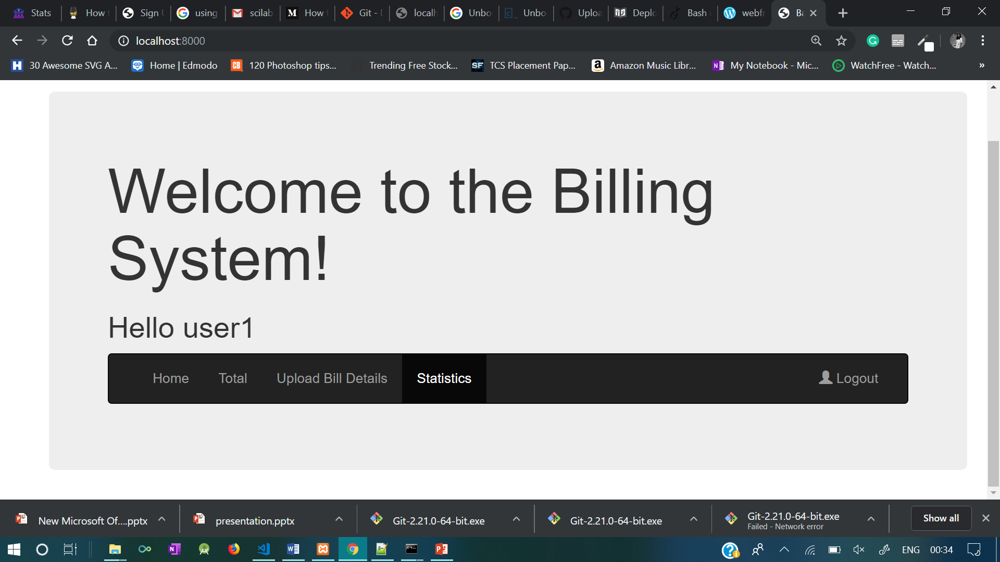 Stats
How t
Sign U
using
scilab
How t
Git - D
localh
Unbo
Unbo
Uploa
Deplo
Bash
webfr
Ba
localhost:8000
30 Awesome SVG A...
Home | Edmodo
120 Photoshop tips...
Trending Free Stock...
TCS Placement Pap...
Amazon Music Libr...
My Notebook - Mic...
WatchFree - Watch...
»
Welcome to the Billing
System!
Hello user1
Home
Total
Upload Bill Details
Statistics
Logout
New Microsoft Of....pptx
presentation.pptx
Git-2.21.0-64-bit.exe
Git-2.21.0-64-bit.exe
Git-2.21.0-64-bit.exe
Failed - Network error
Show all
ENG
00:34